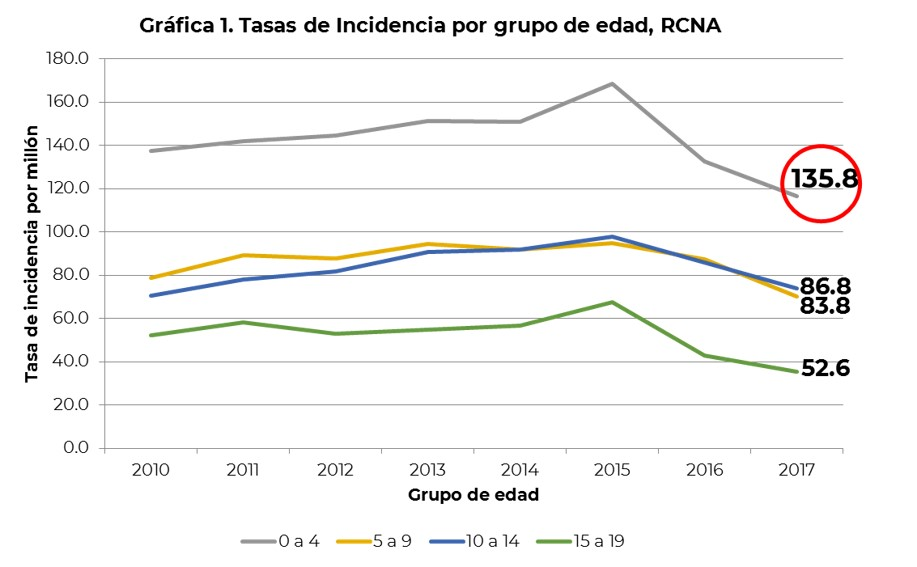 Gráfica 1. Tasas de Incidencia por grupo de edad, RCNA
180.0
160.0
140.0
120.0
100.0
80.0
60.0
40.0
20.0
0.0
Tasa de incidencia por millón
135.8
86.8
83.8
52.6
2010 2011 2012 2013 2014 2015 2016 2017
Grupo de edad
0 a 4 5 a 9 10 a 14 15 a 19